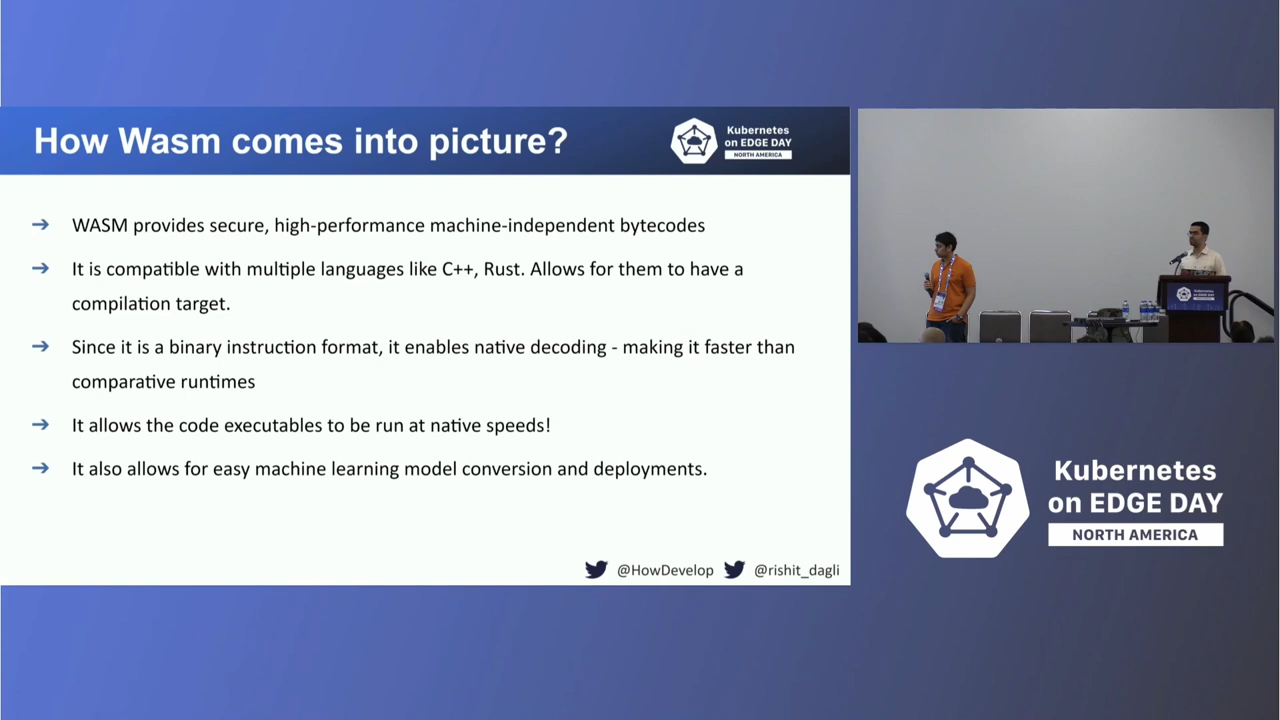 How Wasm comes into picture?
Kubernetes
on EDGE DAY
NORTH AMERICA
➔ WASM provides secure, high-performance machine-independent bytecodes
➔ It is compatible with multiple languages like C++, Rust. Allows for them to have a
compilation target.
➔ Since it is a binary instruction format, it enables native decoding - making it faster than
comparative runtimes
➔ It allows the code executables to be run at native speeds!
➔ It also allows for easy machine learning model conversion and deployments.
@HowDevelop @rishit_dagli
Kubernetes
on EDGE DAY
Kubernetes
on EDGE DAY
NORTH AMERICA